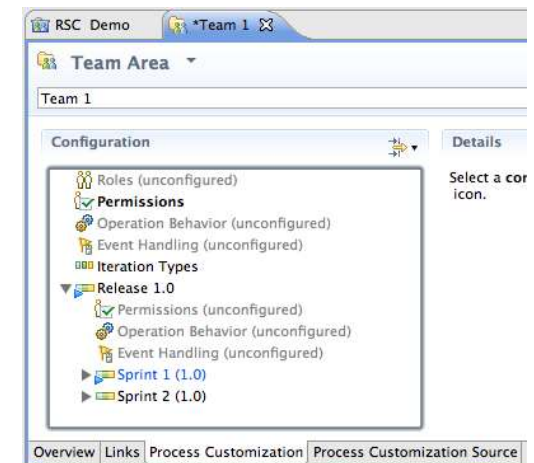 RSC Demo
*Team 1
Team Area
Team 1
Configuration
Details
Roles (unconfigured)
Select a cor
icon.
Permissions
Operation Behavior (unconfigured)
Event Handling (unconfigured)
Iteration Types
Release 1.0
Permissions (unconfigured)
Operation Behavior (unconfigured)
Event Handling (unconfigured)
Sprint 1 (1.0)
Sprint 2 (1.0)
Overview Links Process Customization Process Customization Source